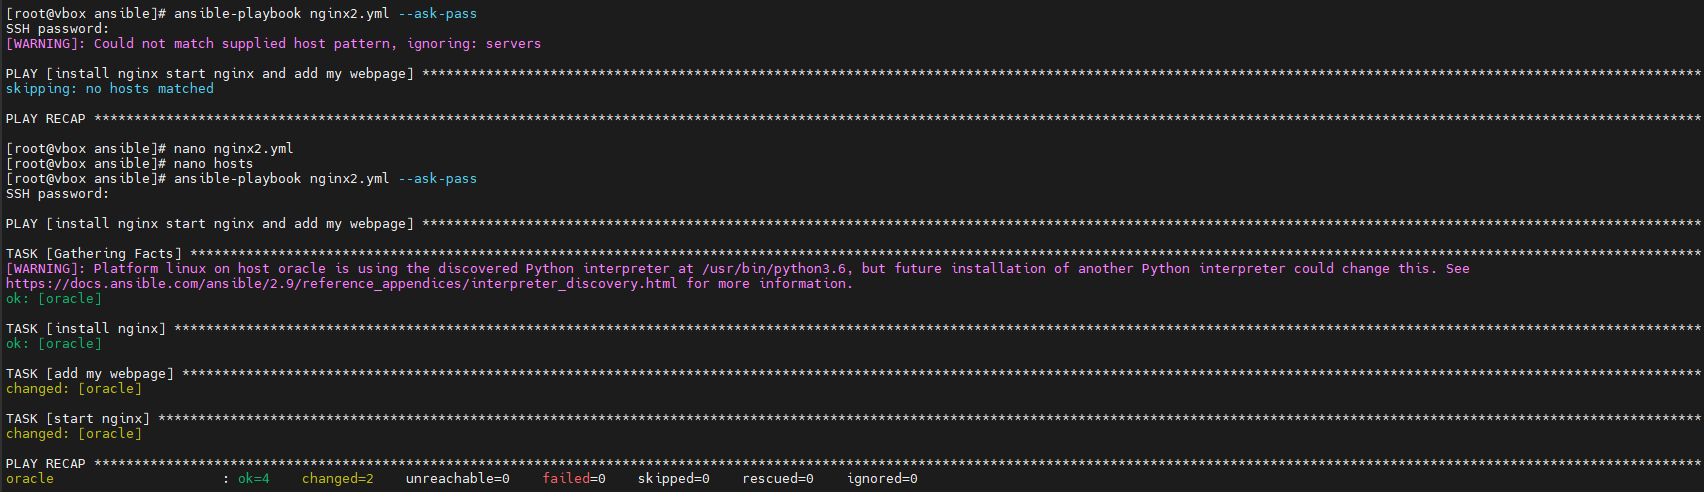 [root@vbox ansible]# ansible-playbook nginx2.yml --ask-pass
SSH password:
[WARNING]: Could not match supplied host pattern, ignoring: servers
PLAY [install nginx start nginx and add my webpage] ****************************************************************************************************************************************************************
skipping: no hosts matched
PLAY RECAP *********************************************************************************************************************************************************************************************************
[root@vbox ansible]# nano nginx2.yml
[root@vbox ansible]# nano hosts
[root@vbox ansible]# ansible-playbook nginx2.yml --ask-pass
SSH password:
PLAY [install nginx start nginx and add my webpage] ****************************************************************************************************************************************************************
TASK [Gathering Facts] *********************************************************************************************************************************************************************************************
[WARNING]: Platform linux on host oracle is using the discovered Python interpreter at /usr/bin/python3.6, but future installation of another Python interpreter could change this. See
https://docs.ansible.com/ansible/2.9/reference_appendices/interpreter_discovery.html for more information.
ok: [oracle]
TASK [install nginx] ***********************************************************************************************************************************************************************************************
ok: [oracle]
TASK [add my webpage] **********************************************************************************************************************************************************************************************
changed: [oracle]
TASK [start nginx] *************************************************************************************************************************************************************************************************
changed: [oracle]
PLAY RECAP *********************************************************************************************************************************************************************************************************
oracle                     : ok=4    changed=2    unreachable=0    failed=0    skipped=0    rescued=0    ignored=0